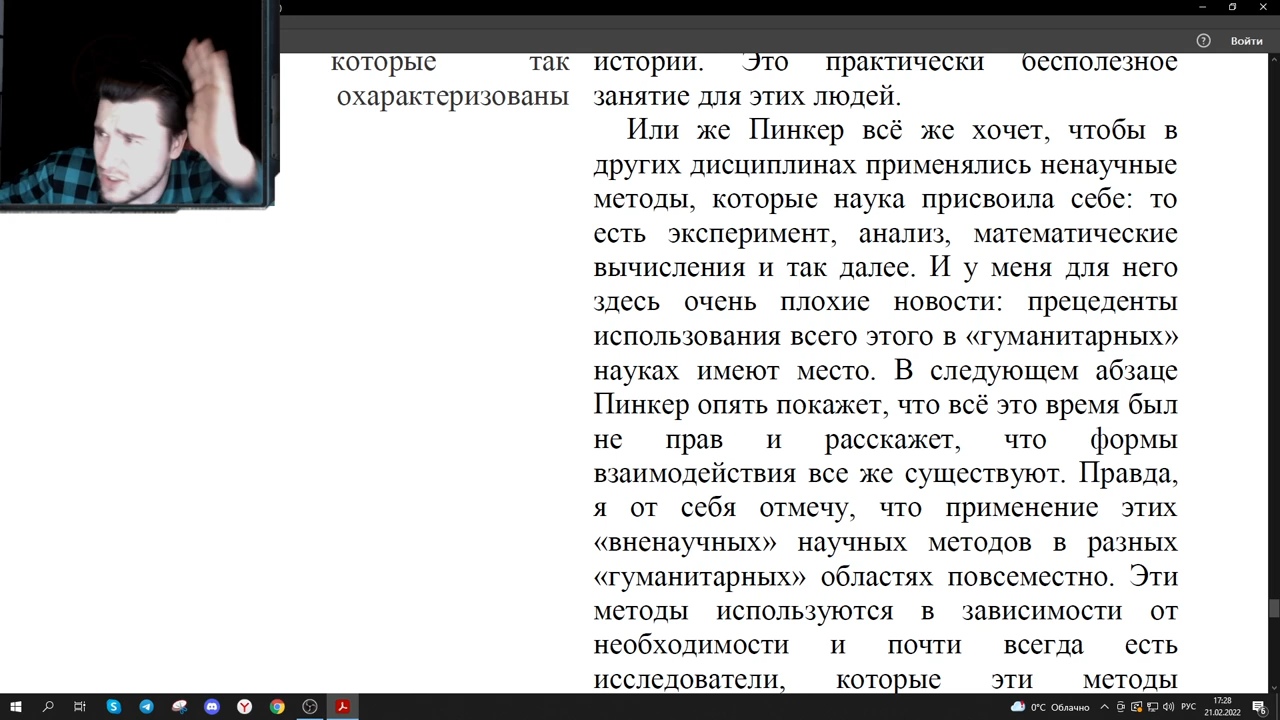 Войти
которые так
охарактеризованы
истории. Это практически бесполезное
занятие для этих людей.
Или же Пинкер всё же хочет, чтобы в
других дисциплинах применялись ненаучные
методы, которые наука присвоила себе: то
есть эксперимент, анализ, математические
вычисления и так далее. И у меня для него
здесь очень плохие новости: прецеденты
использования всего этого в «гуманитарных»
науках имеют место. В следующем абзаце
Пинкер опять покажет, что всё это время был
не прав и расскажет, что формы
взаимодействия все же существуют. Правда,
я от себя отмечу, что применение этих
«вненаучных» научных методов в разных
«гуманитарных» областях повсеместно. Эти
методы используются в зависимости от
необходимости и почти всегда есть
исследователи, которые эти методы
0°C Облачно
РУС
17:28
21.02.2022
6